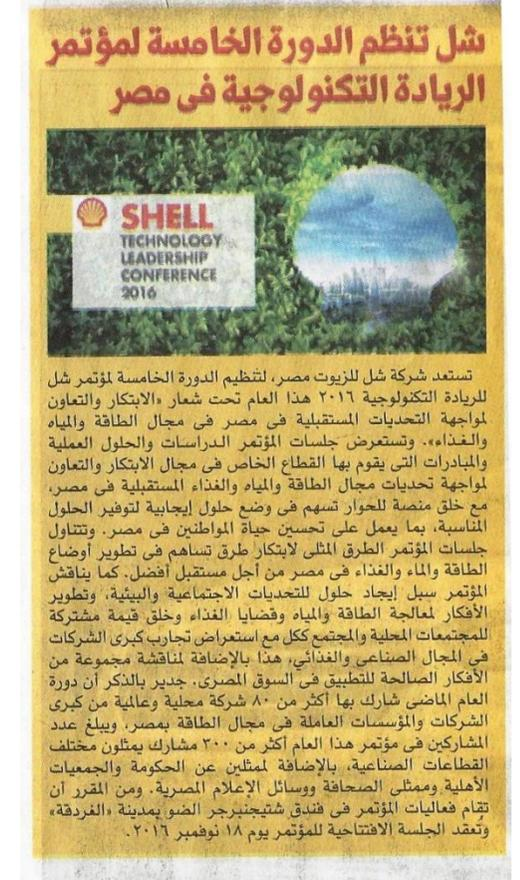 شل تنظم الدورة الخامسة لمؤتمر
الريادة التكنولوجية فى مصر
SHELL
TECHNOLOGY
LEADERSHIP
CONFERENCE
2016
تستعد شركة شل للزيوت مصر، لتنظيم الدورة الخامسة لمؤتمر شل
للريادة التكنولوجية ٢٠١٦ هذا العام تحت شعار «الابتكار والتعاون
لمواجهة التحديات المستقبلية فى مصر فى مجال الطاقة والمياه
والغذاء». وتستعرض جلسات المؤتمر الدراسات والحلول العملية
والمبادرات التى يقوم بها القطاع الخاص فى مجال الابتكار والتعاون
لمواجهة تحديات مجال الطاقة والمياه والغذاء المستقبلية فى مصر،
مع خلق منصة للحوار تسهم فى وضع حلول إيجابية لتوفير الحلول
المناسبة، بما يعمل على تحسين حياة المواطنين فى مصر. وتتناول
جلسات المؤتمر الطرق المثلى لابتكار طرق تساهم فى تطوير أوضاع
الطاقة والماء والغذاء فى مصر من أجل مستقبل أفضل. كما يناقش
المؤتمر سبل إيجاد حلول للتحديات الاجتماعية والبيئية، وتطوير
الأفكار لمعالجة الطاقة والمياه وقضايا الغذاء وخلق قيمة مشتركة
للمجتمعات المحلية والمجتمع ككل مع استعراض تجارب كبرى الشركات
فى المجال الصناعى والغذائي، هذا بالإضافة لمناقشة مجموعة من
الأفكار الصالحة للتطبيق فى السوق المصرى. جدير بالذكر أن دورة
العام الماضى شارك بها أكثر من ٨٠ شركة محلية وعالمية من كبرى
الشركات والمؤسسات العاملة فى مجال الطاقة بمصر، ويبلغ عدد
المشاركين فى مؤتمر هذا العام أكثر من ٣٠٠ مشارك يمثلون مختلف
القطاعات الصناعية، بالإضافة لممثلين عن الحكومة والجمعيات
الأهلية وممثلى الصحافة ووسائل الإعلام المصرية. ومن المقرر أن
تقام فعاليات المؤتمر فى فندق شتيجنبرجر الضو بمدينة «الغردقة»
وتُعقد الجلسة الافتتاحية للمؤتمر يوم ١٨ نوفمبر ٢٠١٦.